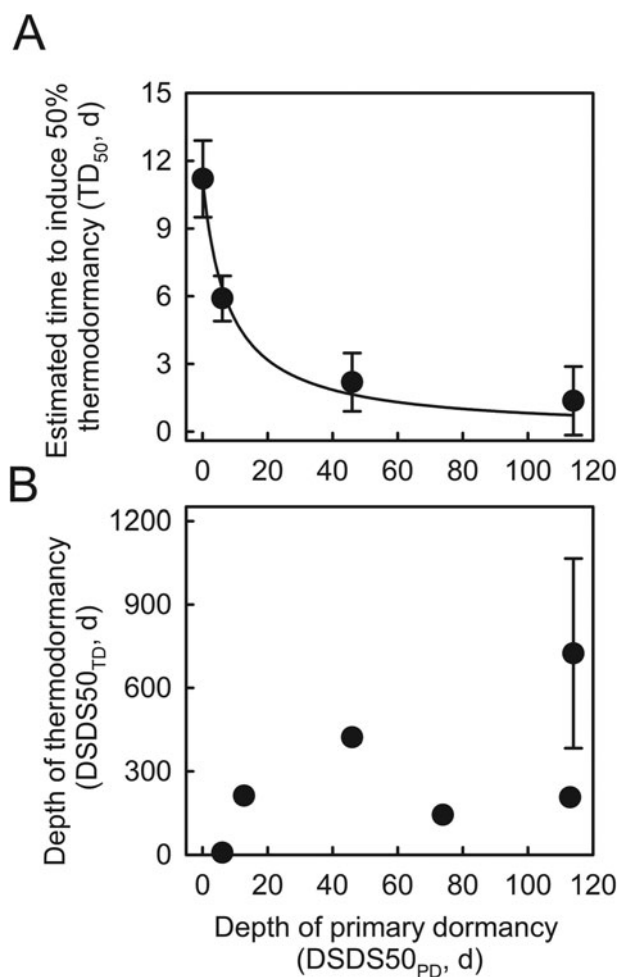 A
Estimated time to induce 50%
thermodormancy (TD50, d)
15
12
9
6
3
0
0 20 40 60 80 100 120
B
Depth of thermodormancy
(DSDS50TD, d)
1200
900
600
300
0
0 20 40 60 80 100 120
Depth of primary dormancy
(DSDS50PD, d)